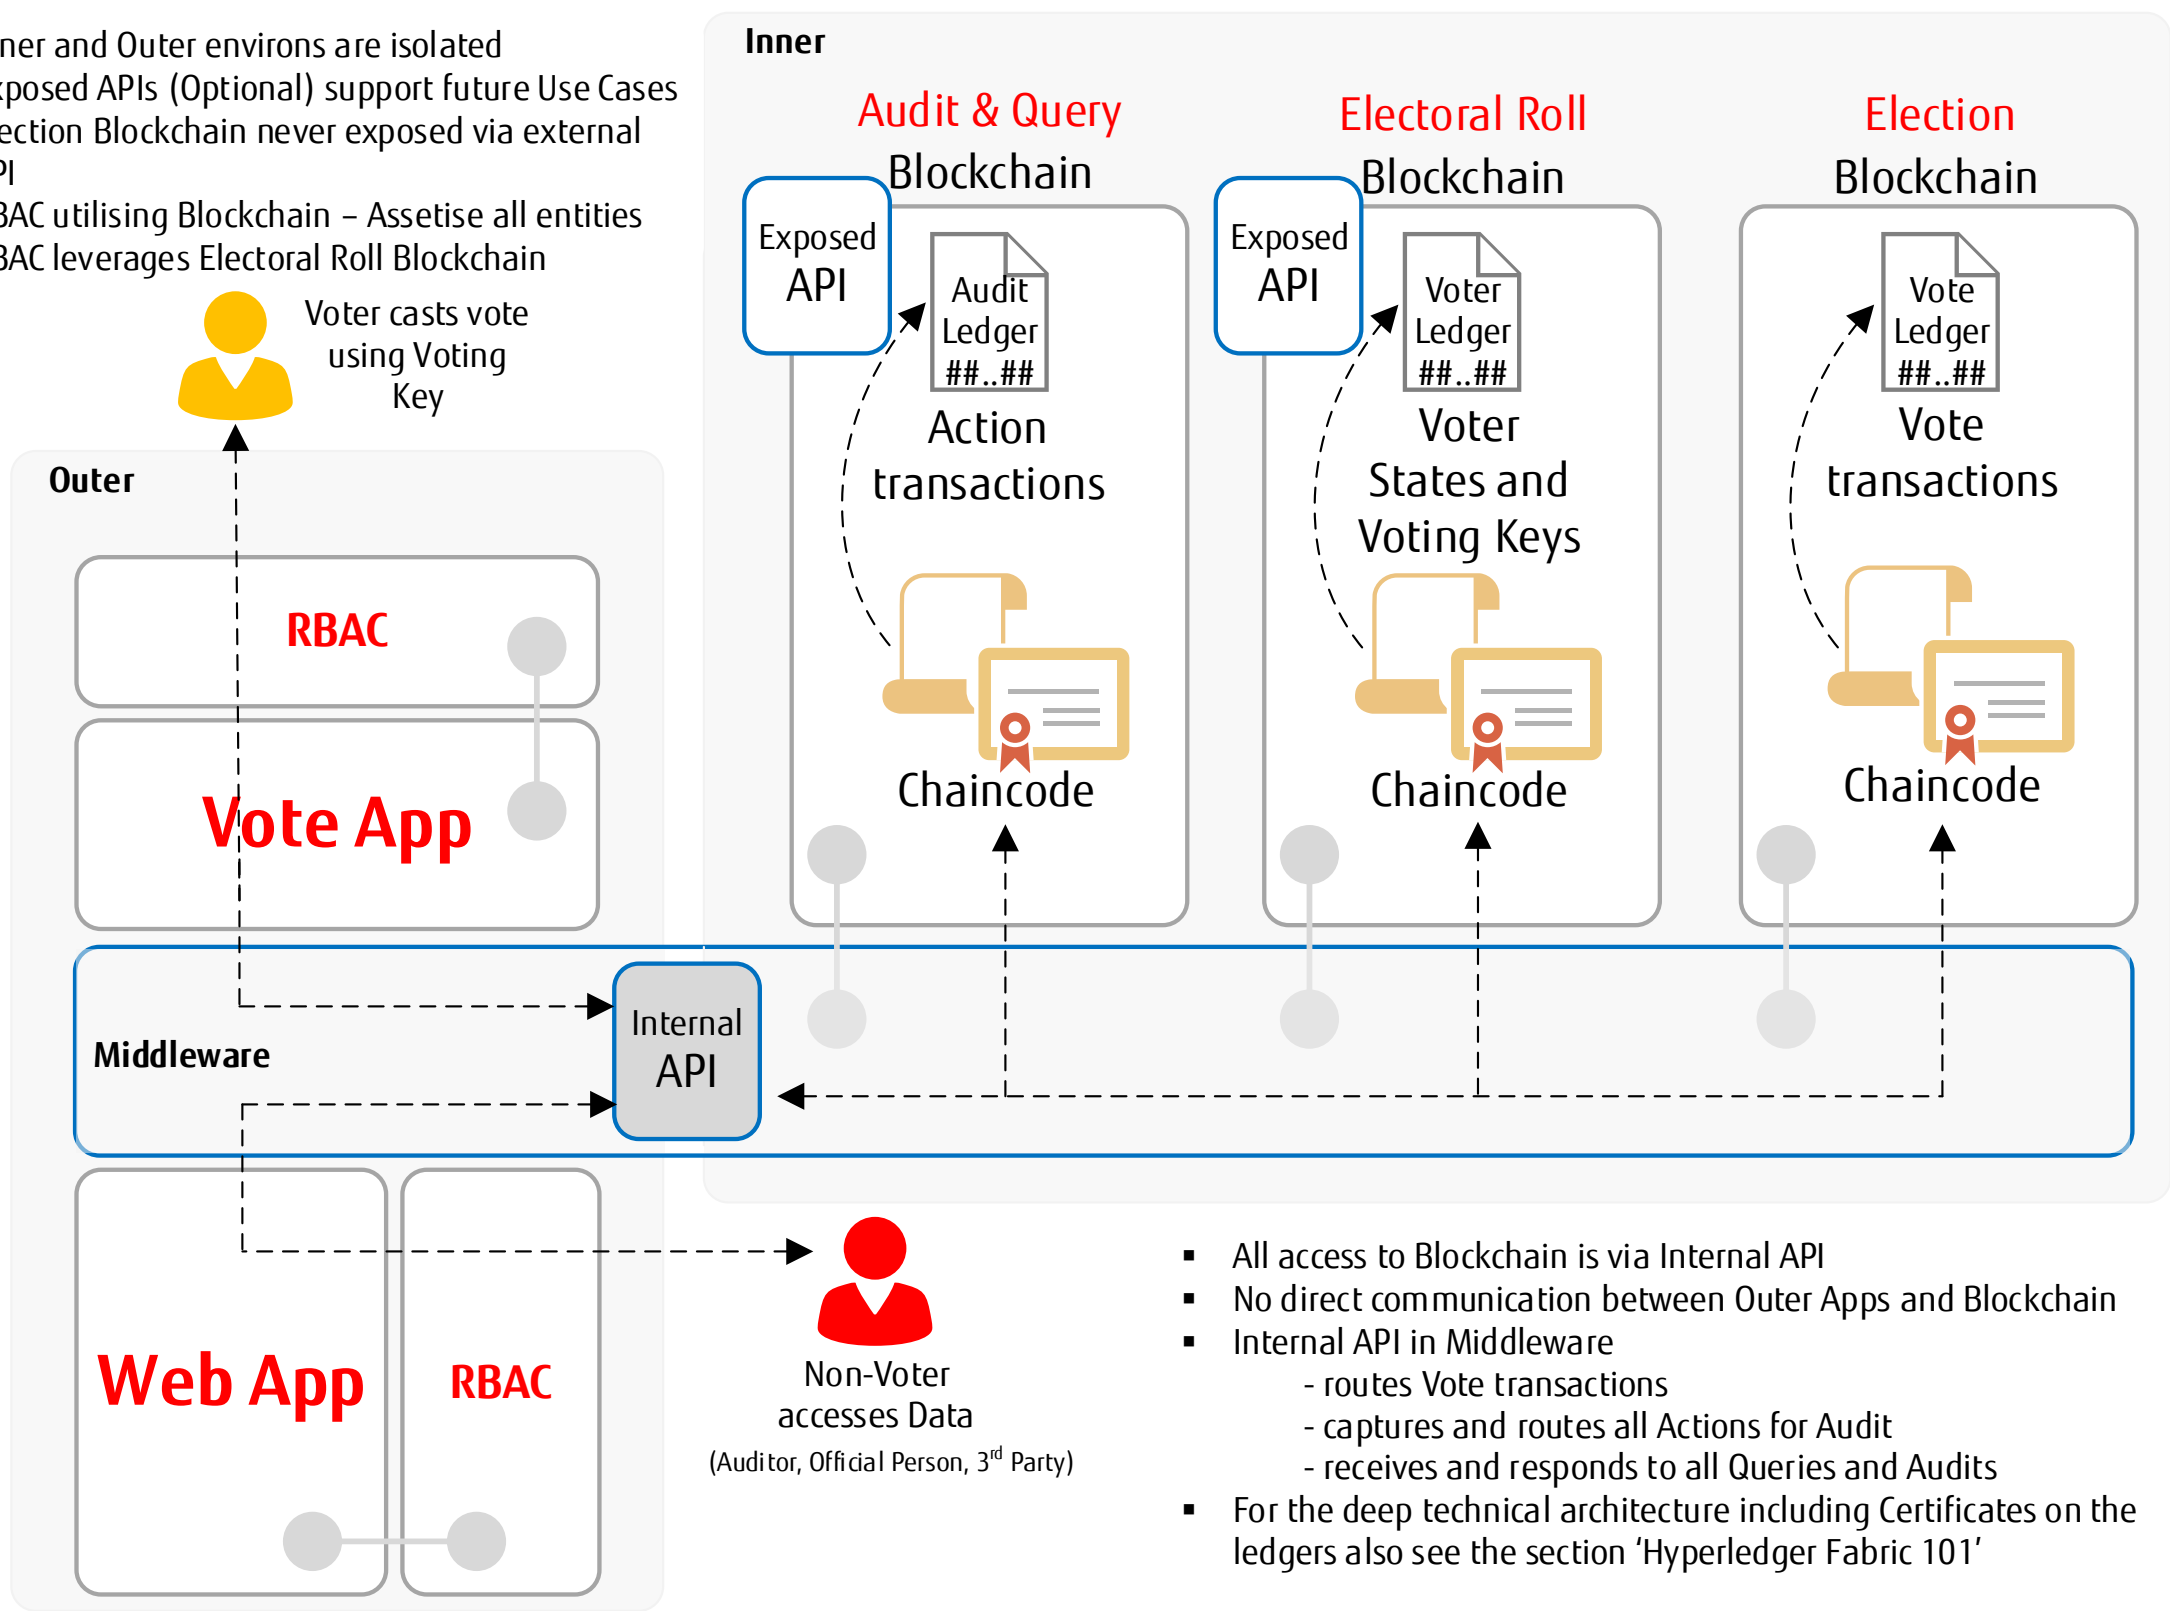 ner and Outer environs are isolated
posed APIs (Optional) support future Use Cases
ection Blockchain never exposed via external
PI
BAC utilising Blockchain – Assetise all entities
BAC leverages Electoral Roll Blockchain
Voter casts vote
using Voting
Key
Outer
RBAC
Vote App
Middleware
Internal
API
Web App
RBAC
Inner
Audit & Query
Blockchain
Exposed
API
Audit
Ledger
##..##
Action
transactions
Chaincode
Electoral Roll
Blockchain
Exposed
API
Voter
Ledger
##..##
Voter
States and
Voting Keys
Chaincode
Election
Blockchain
Vote
Ledger
##..##
Vote
transactions
Chaincode
Non-Voter
accesses Data
(Auditor, Official Person, 3rd Party)
▪ All access to Blockchain is via Internal API
▪ No direct communication between Outer Apps and Blockchain
▪ Internal API in Middleware
- routes Vote transactions
- captures and routes all Actions for Audit
- receives and responds to all Queries and Audits
▪ For the deep technical architecture including Certificates on the
ledgers also see the section ‘Hyperledger Fabric 101’